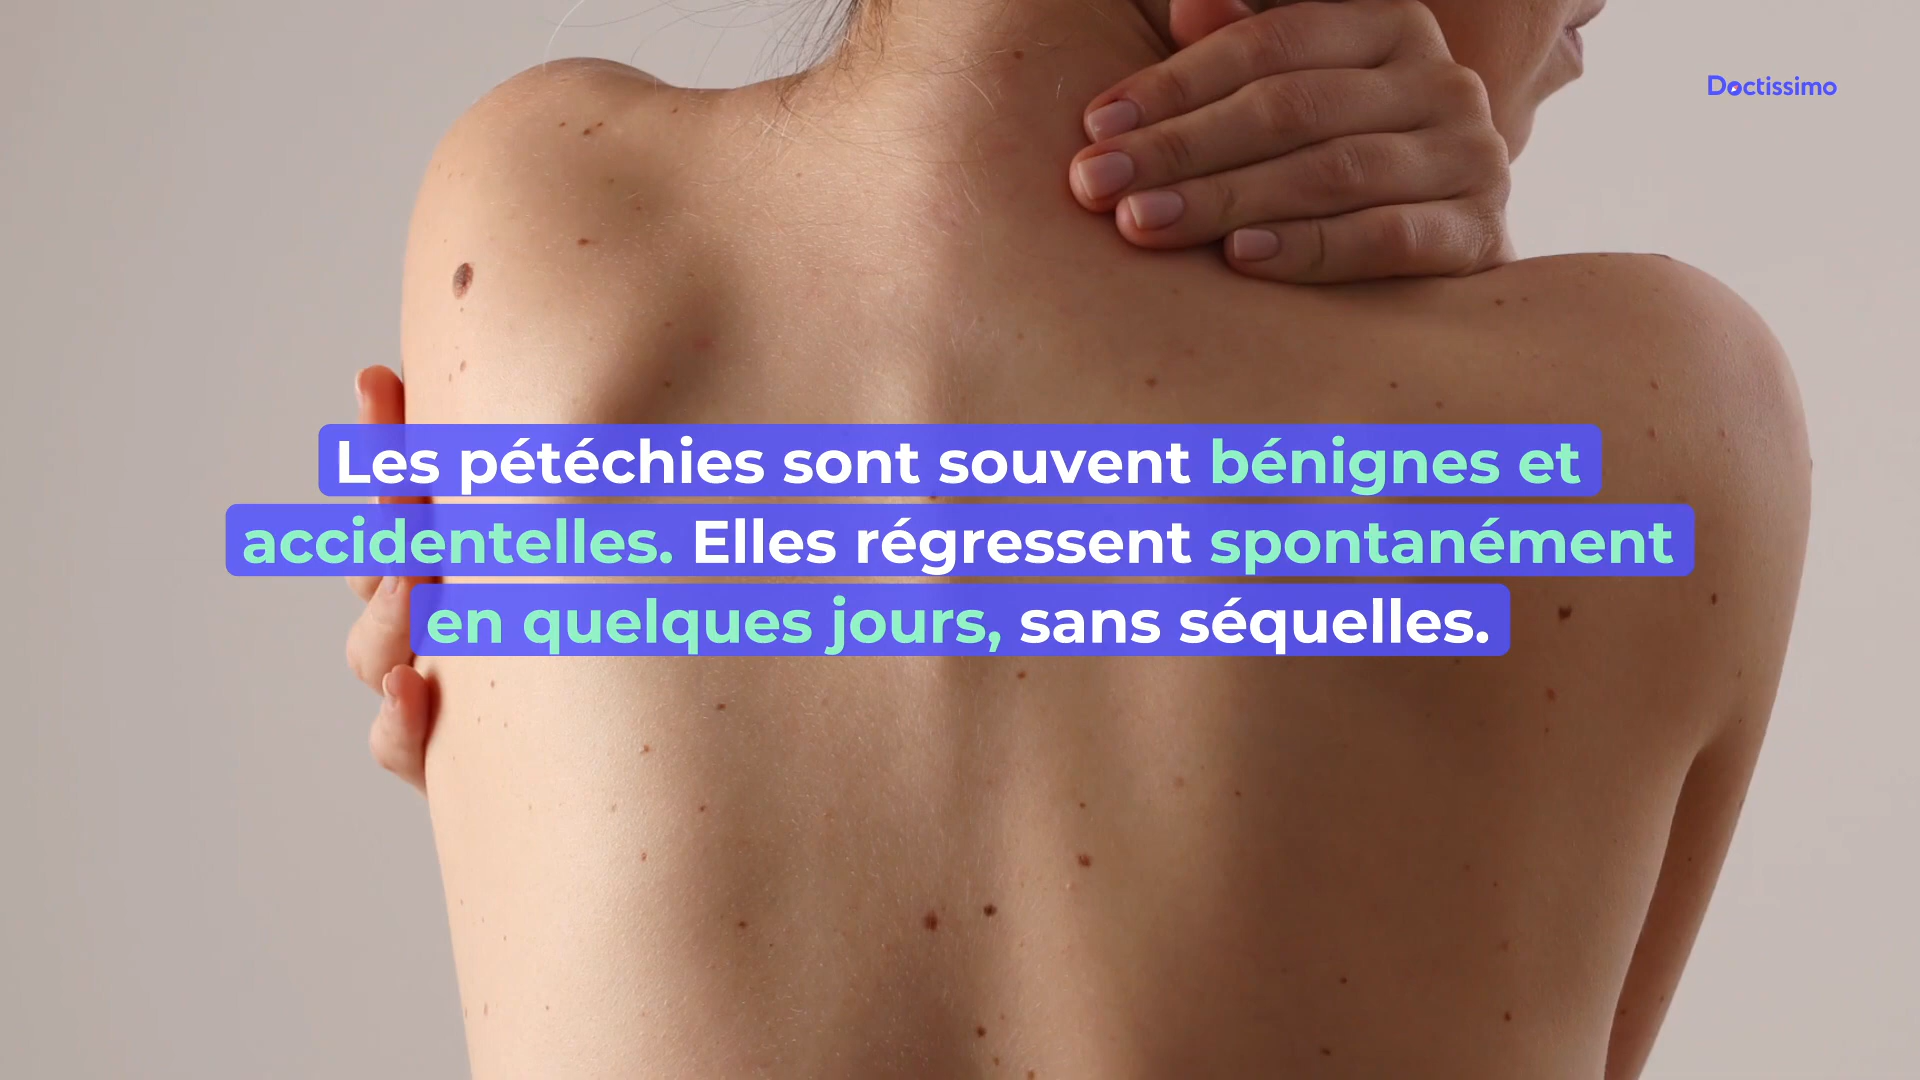 Doctissimo
Les pétéchies sont souvent bénignes et
accidentelles. Elles régressent spontanément
en quelques jours, sans séquelles.